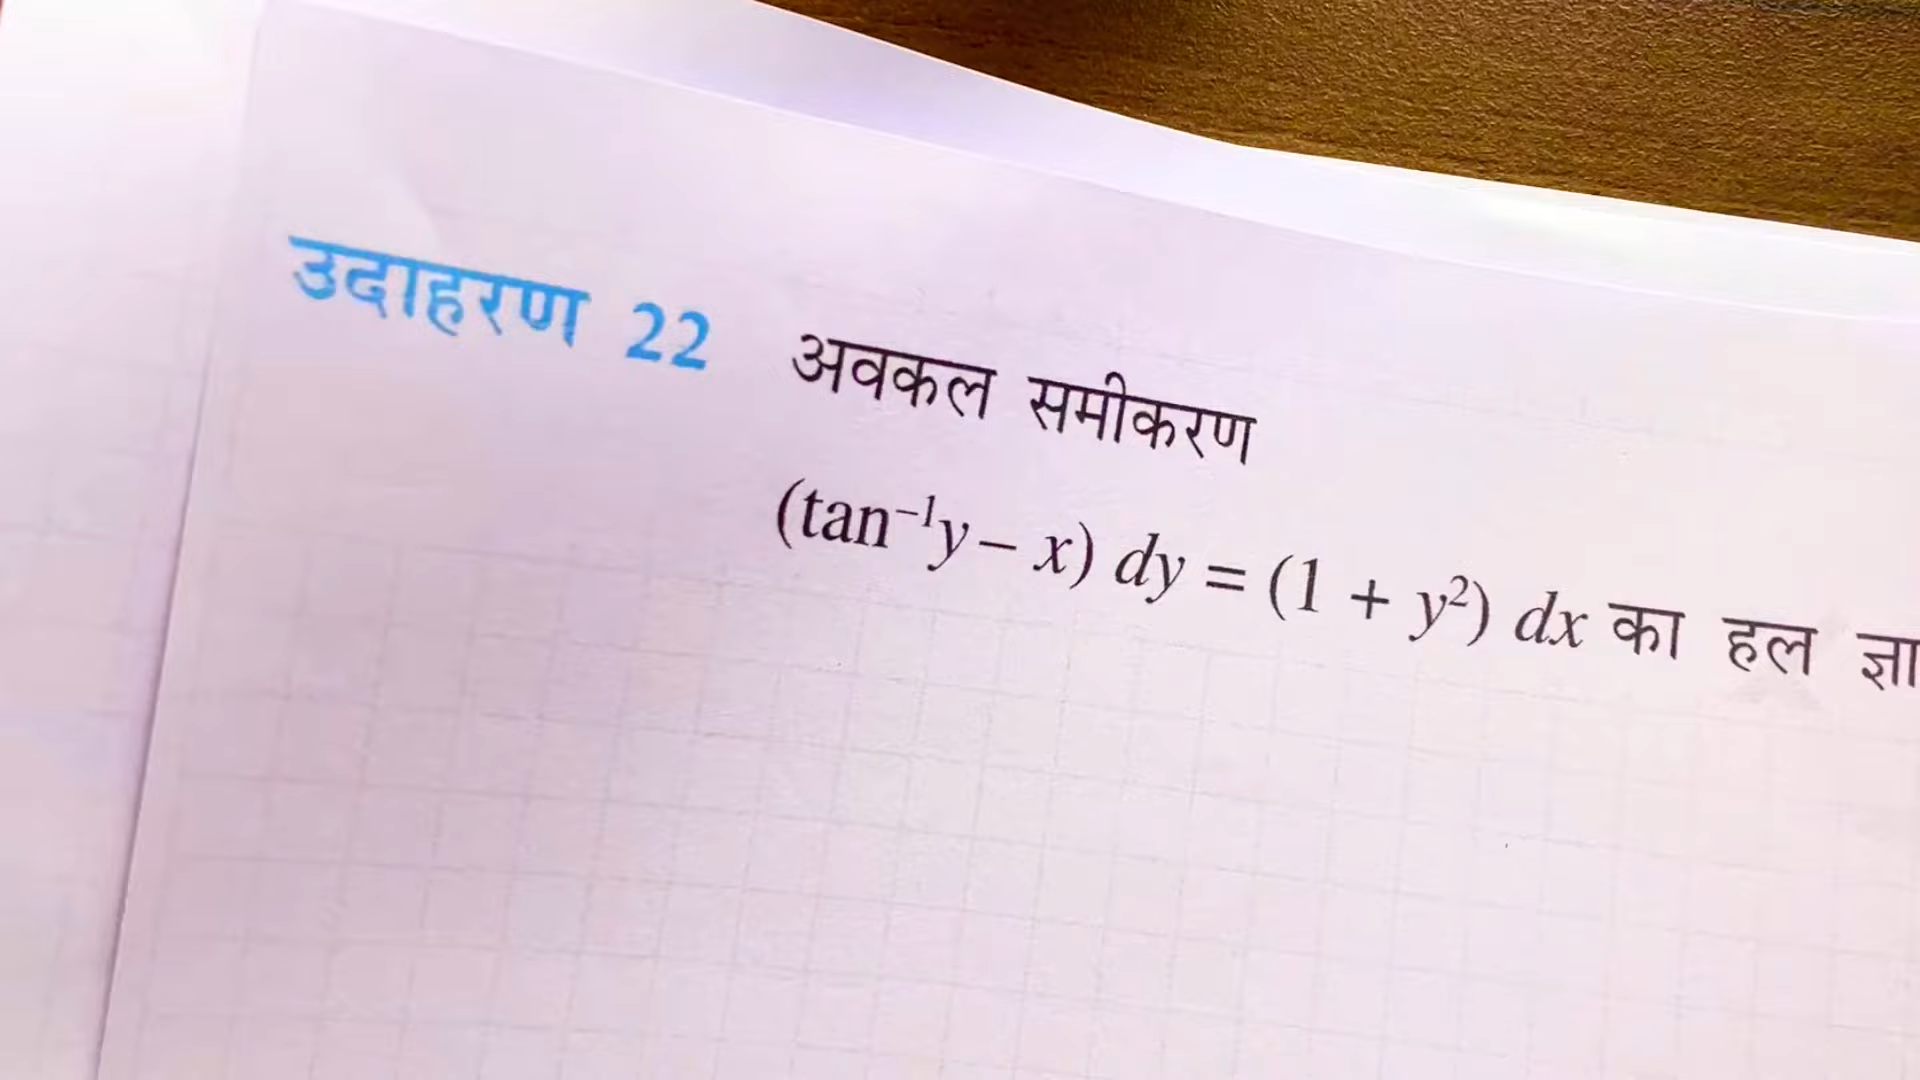 उदाहरण 22 अवकल समीकरण
(tan⁻¹y – x) dy = (1 + y²) dx का हल